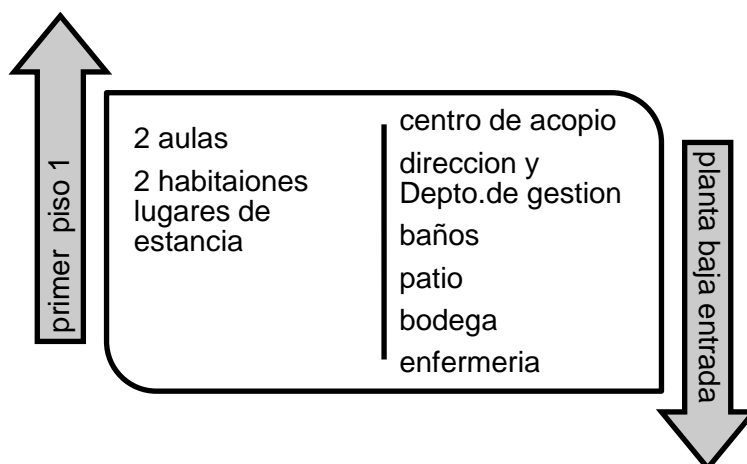 primer piso 1
2 aulas
2 habitaiones
lugares de
estancia
centro de acopio
direccion y
Depto.de gestion
baños
patio
bodega
enfermeria
planta baja entrada